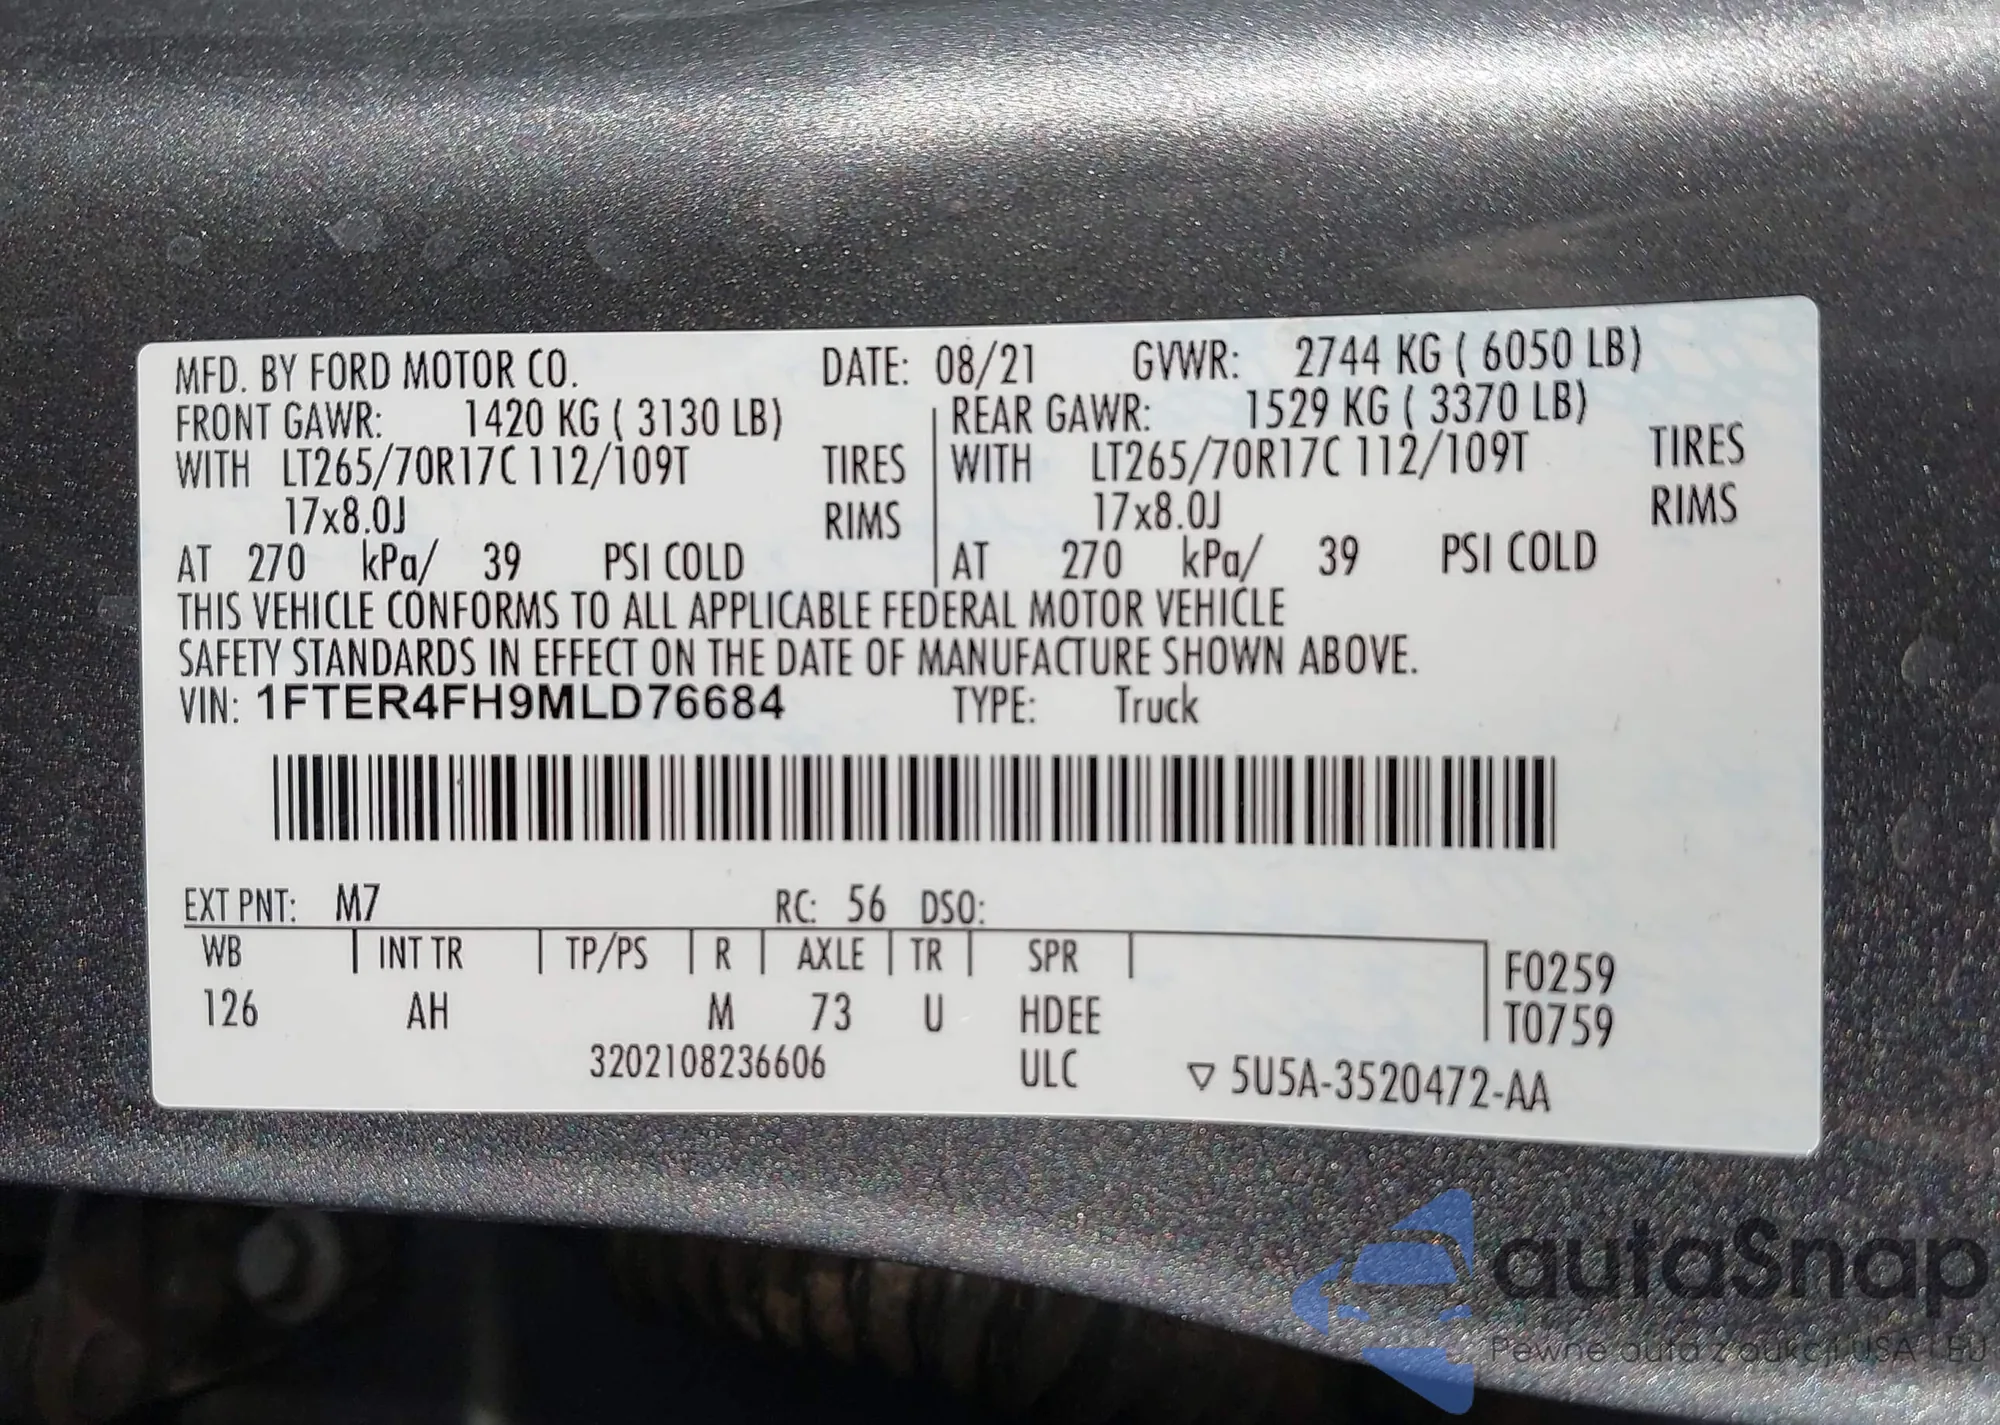 MFD. BY FORD MOTOR CO. DATE: 08/21 GVWR: 2744 KG ( 6050 LB)
FRONT GAWR: 1420 KG ( 3130 LB) REAR GAWR: 1529 KG ( 3370 LB)
WITH LT265/70R17C 112/109T TIRES WITH LT265/70R17C 112/109T TIRES
17x8.0J RIMS 17x8.0J RIMS
AT 270 kPa/ 39 PSI COLD AT 270 kPa/ 39 PSI COLD
THIS VEHICLE CONFORMS TO ALL APPLICABLE FEDERAL MOTOR VEHICLE
SAFETY STANDARDS IN EFFECT ON THE DATE OF MANUFACTURE SHOWN ABOVE.
VIN: 1FTER4FH9MLD76684 TYPE: Truck
EXT PNT: M7 RC: 56 DSO:
WB INT TR TP/PS R AXLE TR SPR F0259
126 AH M 73 U HDEE T0759
3202108236606 ULC ▽ 5U5A-3520472-AA
autaSnap
Pewne auta z aukcji USA i EU